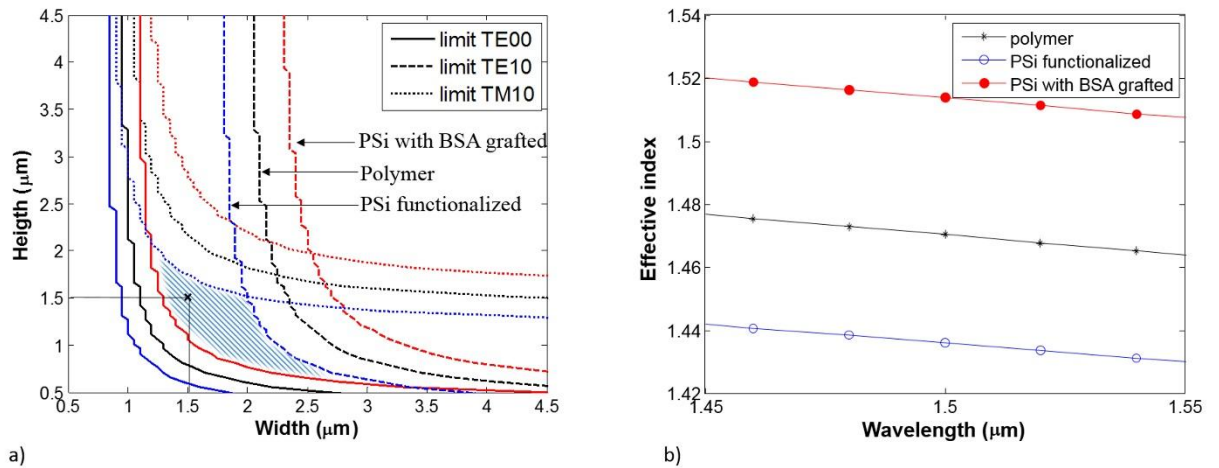 4.5
4
3.5
3
2.5
2
1.5
1
0.5
Heigth (μm)
limit TE00
limit TE10
limit TM10
PSi with BSA grafted
Polymer
PSi functionalized
0.5 1 1.5 2 2.5 3 3.5 4 4.5
Width (μm)
a)
1.54
1.52
1.5
1.48
1.46
1.44
1.42
Effective index
polymer
PSi functionalized
PSi with BSA grafted
1.45 1.5 1.55
Wavelength (μm)
b)